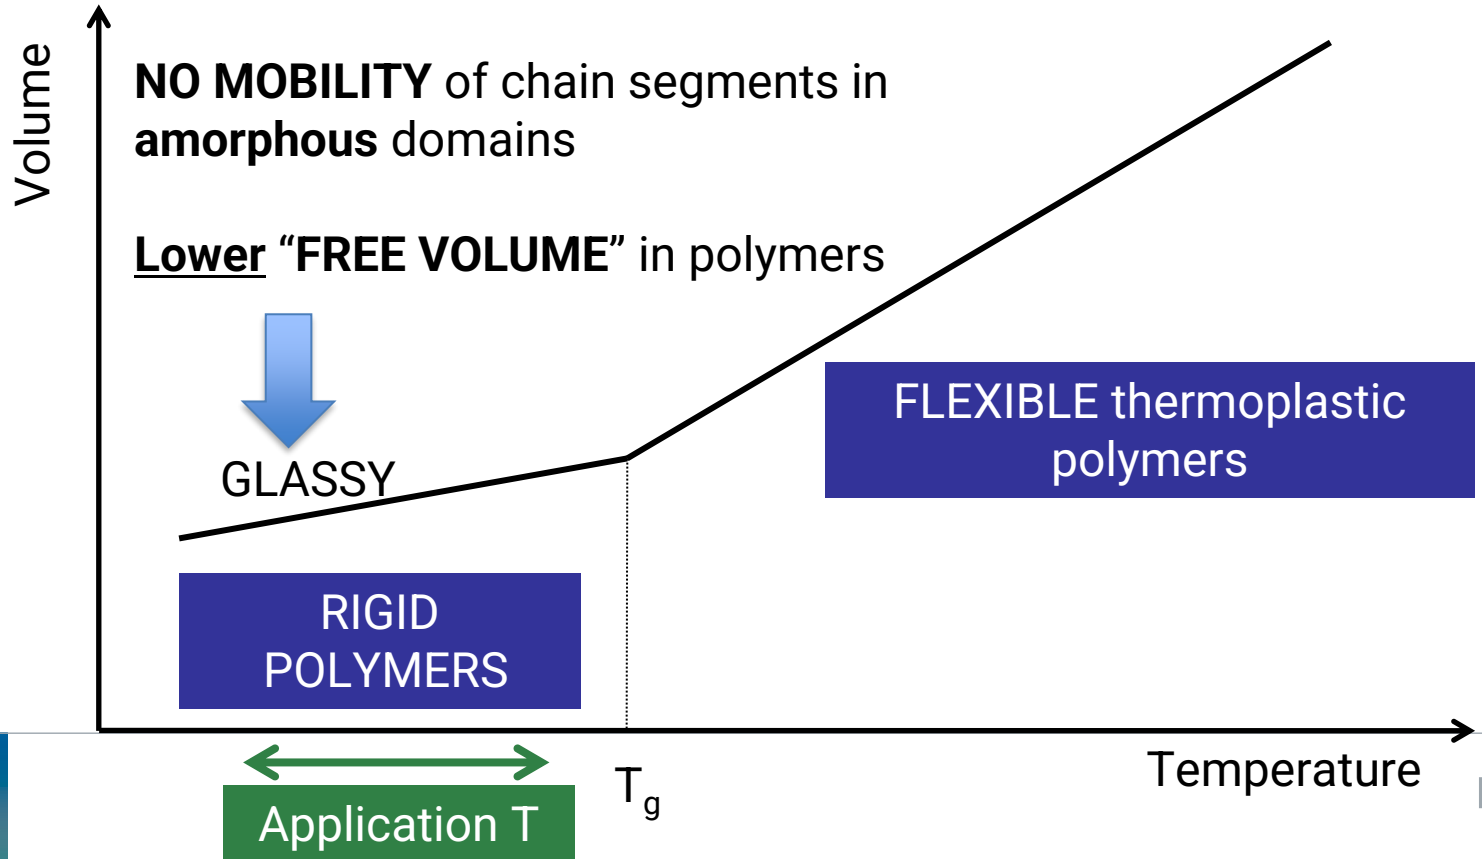 Volume
NO MOBILITY of chain segments in
amorphous domains
Lower “FREE VOLUME” in polymers
GLASSY
FLEXIBLE thermoplastic
polymers
RIGID
POLYMERS
Temperature
Tg
Application T